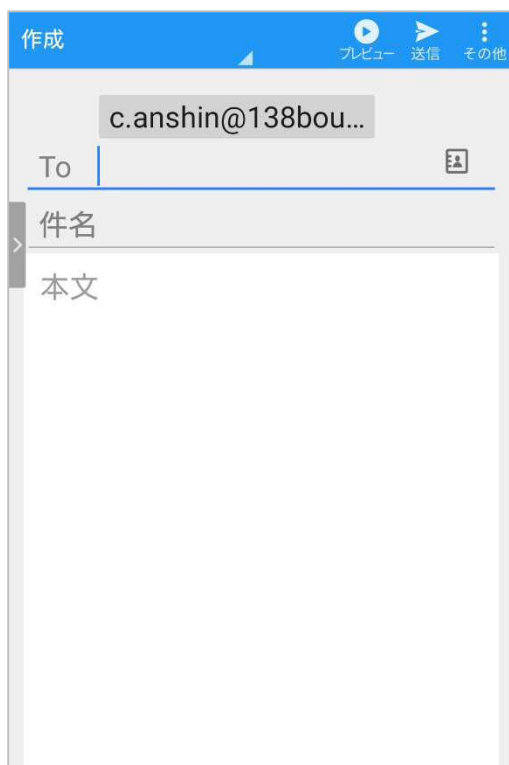 作成
プレビュー 送信 その他
c.anshin@138bou...
To
件名
本文